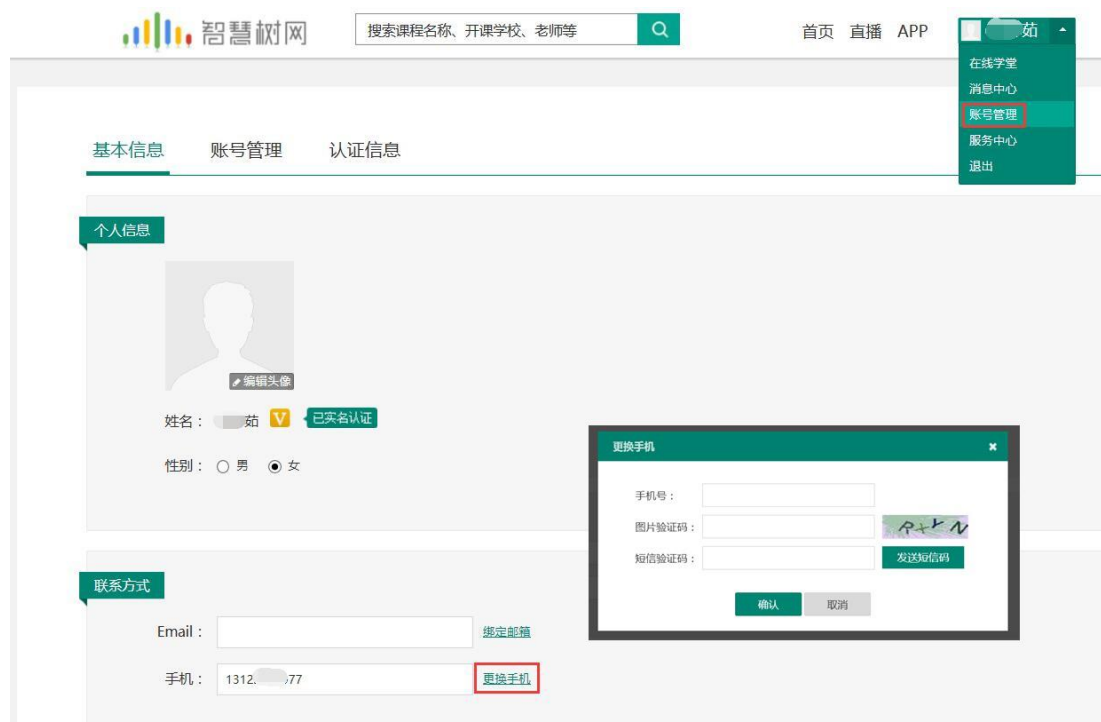 智慧树网
搜索课程名称、开课学校、老师等
首页 直播 APP
茹
在线学堂
消息中心
账号管理
服务中心
退出
基本信息 账号管理 认证信息
个人信息
编辑头像
姓名： 茹 V 已实名认证
性别： 男 女
更换手机
手机号：
图片验证码：
短信验证码： 发送短信码
确认 取消
联系方式
Email： 绑定邮箱
手机： 1312. 77 更换手机